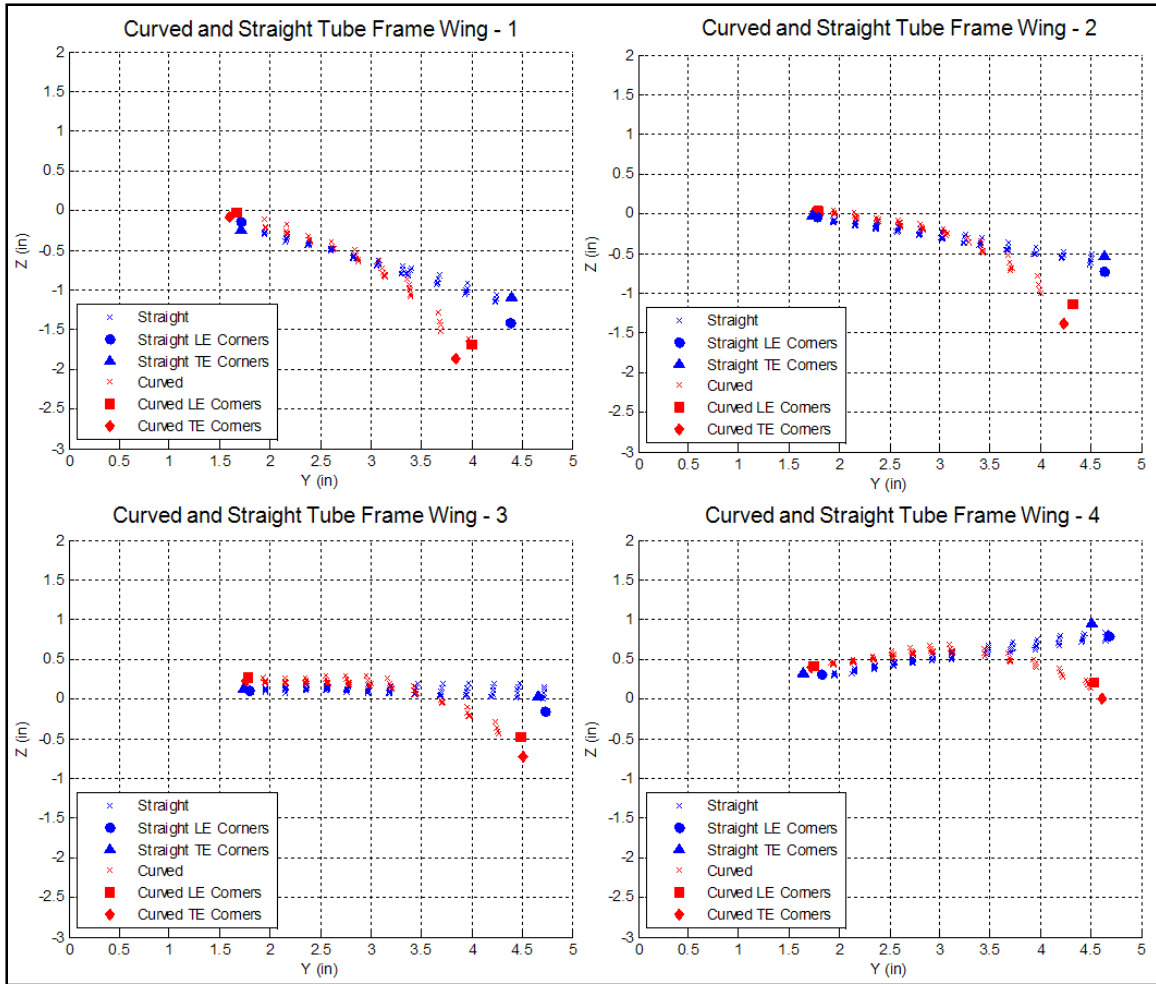 Curved and Straight Tube Frame Wing - 1
2
1.5
1
0.5
0
-0.5
-1
-1.5
-2
-2.5
-3
Z (in)
Straight
Straight LE Corners
Straight TE Corners
Curved
Curved LE Corners
Curved TE Corners
0 0.5 1 1.5 2 2.5 3 3.5 4 4.5 5
Y (in)
Curved and Straight Tube Frame Wing - 2
2
1.5
1
0.5
0
-0.5
-1
-1.5
-2
-2.5
-3
Z (in)
Straight
Straight LE Corners
Straight TE Corners
Curved
Curved LE Corners
Curved TE Corners
0 0.5 1 1.5 2 2.5 3 3.5 4 4.5 5
Y (in)
Curved and Straight Tube Frame Wing - 3
2
1.5
1
0.5
0
-0.5
-1
-1.5
-2
-2.5
-3
Z (in)
Straight
Straight LE Corners
Straight TE Corners
Curved
Curved LE Corners
Curved TE Corners
0 0.5 1 1.5 2 2.5 3 3.5 4 4.5 5
Y (in)
Curved and Straight Tube Frame Wing - 4
2
1.5
1
0.5
0
-0.5
-1
-1.5
-2
-2.5
-3
Z (in)
Straight
Straight LE Corners
Straight TE Corners
Curved
Curved LE Corners
Curved TE Corners
0 0.5 1 1.5 2 2.5 3 3.5 4 4.5 5
Y (in)